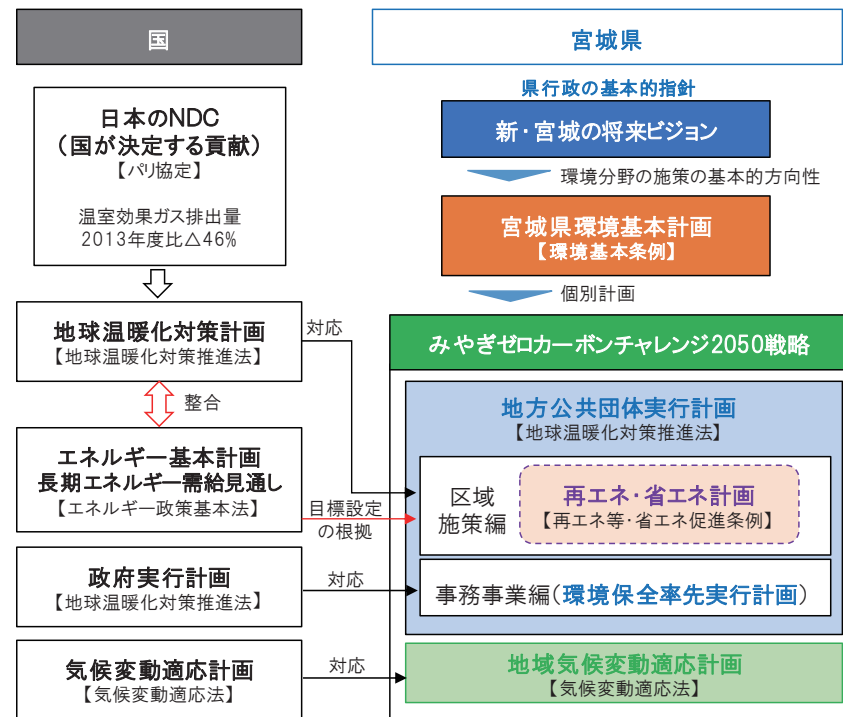 国
宮城県
日本のNDC
（国が決定する貢献）
【パリ協定】
温室効果ガス排出量
2013年度比△46%
地球温暖化対策計画
【地球温暖化対策推進法】
整合
エネルギー基本計画
長期エネルギー需給見通し
【エネルギー政策基本法】
政府実行計画
【地球温暖化対策推進法】
気候変動適応計画
【気候変動適応法】
対応
目標設定
の根拠
対応
対応
県行政の基本的指針
新・宮城の将来ビジョン
環境分野の施策の基本的方向性
宮城県環境基本計画
【環境基本条例】
個別計画
みやぎゼロカーボンチャレンジ2050戦略
地方公共団体実行計画
【地球温暖化対策推進法】
区域
施策編
再エネ・省エネ計画
【再エネ等・省エネ促進条例】
事務事業編（環境保全率先実行計画）
地域気候変動適応計画
【気候変動適応法】